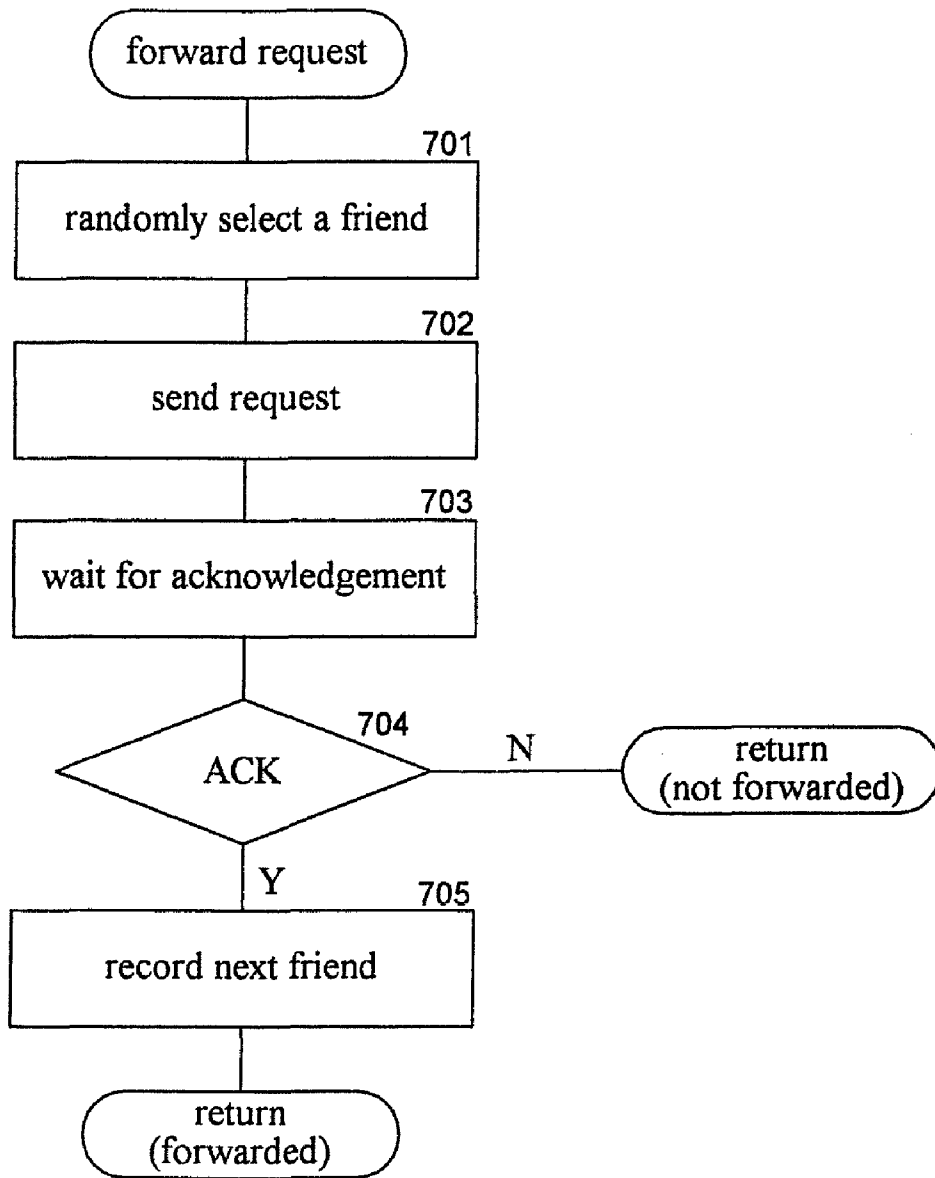 forward request
701
randomly select a friend
702
send request
703
wait for acknowledgement
704
ACK
N
return
(not forwarded)
Y
705
record next friend
return
(forwarded)